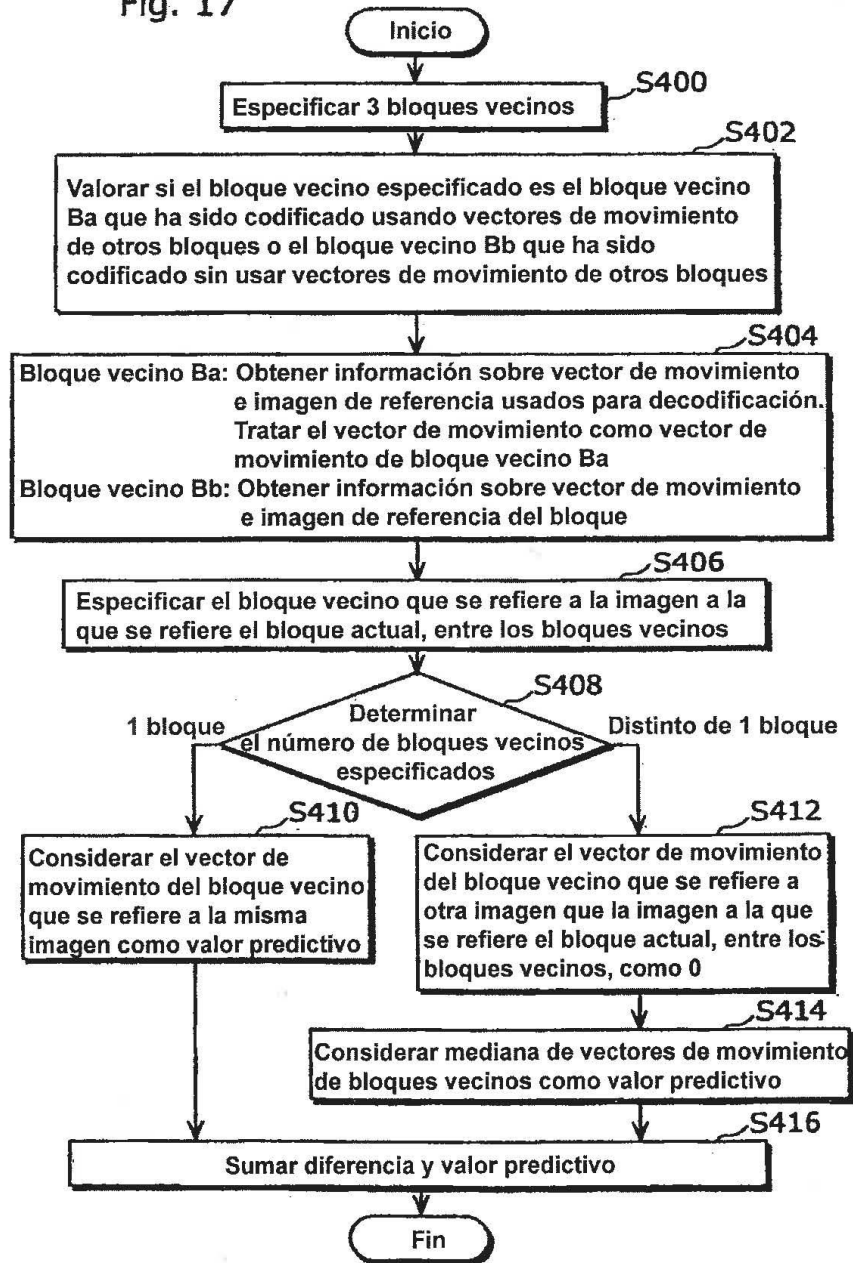 Fig. 17
Inicio
S400
Especificar 3 bloques vecinos
S402
Valorar si el bloque vecino especificado es el bloque vecino
Ba que ha sido codificado usando vectores de movimiento
de otros bloques o el bloque vecino Bb que ha sido
codificado sin usar vectores de movimiento de otros bloques
S404
Bloque vecino Ba: Obtener información sobre vector de movimiento
e imagen de referencia usados para decodificación.
Tratar el vector de movimiento como vector de
movimiento de bloque vecino Ba
Bloque vecino Bb: Obtener información sobre vector de movimiento
e imagen de referencia del bloque
S406
Especificar el bloque vecino que se refiere a la imagen a la
que se refiere el bloque actual, entre los bloques vecinos
S408
Determinar
el número de bloques vecinos
especificados
1 bloque
Distinto de 1 bloque
S410
Considerar el vector de
movimiento del bloque vecino
que se refiere a la misma
imagen como valor predictivo
S412
Considerar el vector de movimiento
del bloque vecino que se refiere a
otra imagen que la imagen a la que
se refiere el bloque actual, entre los
bloques vecinos, como 0
S414
Considerar mediana de vectores de movimiento
de bloques vecinos como valor predictivo
S416
Sumar diferencia y valor predictivo
Fin